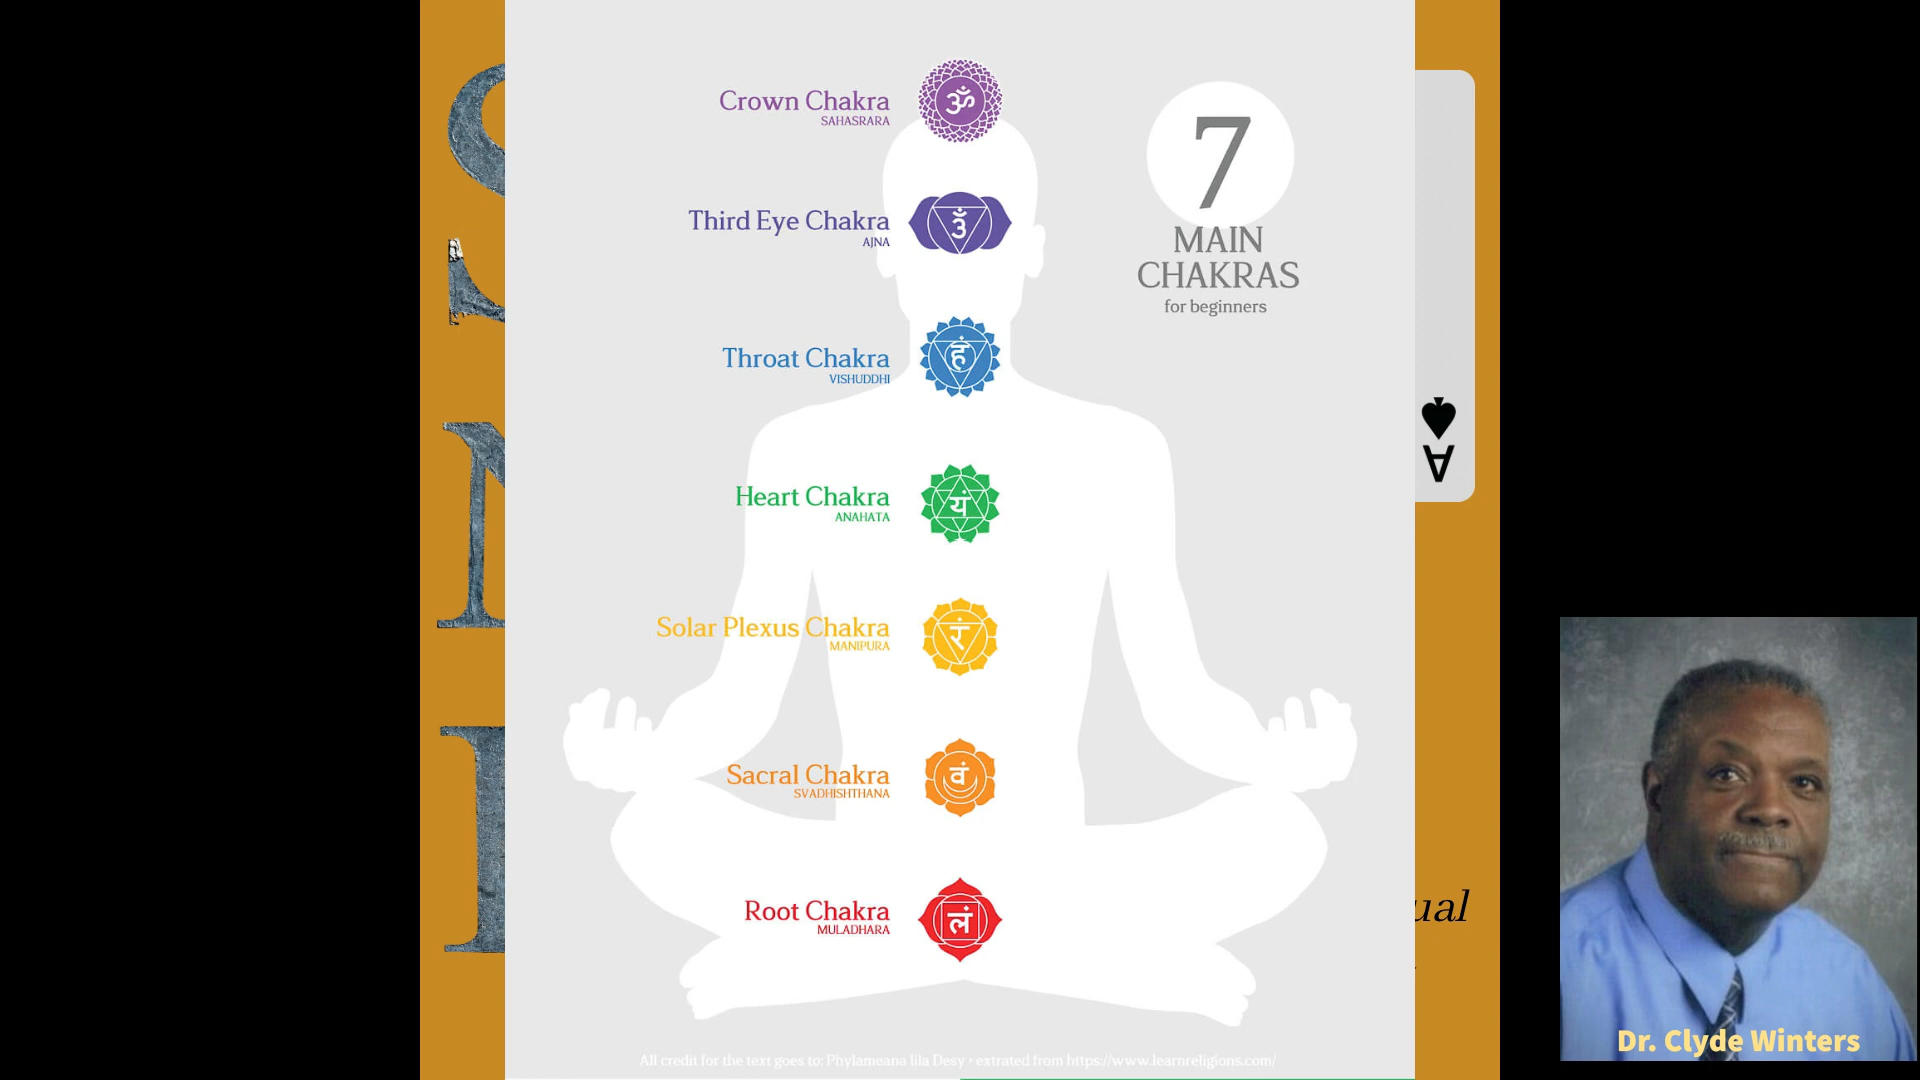 Crown Chakra
SAHASRARA
ॐ
7
MAIN
CHAKRAS
for beginners
Third Eye Chakra
AJNA
Throat Chakra
VISHUDDHI
हं
A
Heart Chakra
ANAHATA
यं
Solar Plexus Chakra
MANIPURA
रं
Sacral Chakra
SVADHISHTHANA
वं
Root Chakra
MULADHARA
लं
ual
All credit for the text goes to: Phylameana lila Desy • extrated from https://www.learnreligions.com/
Dr. Clyde Winters